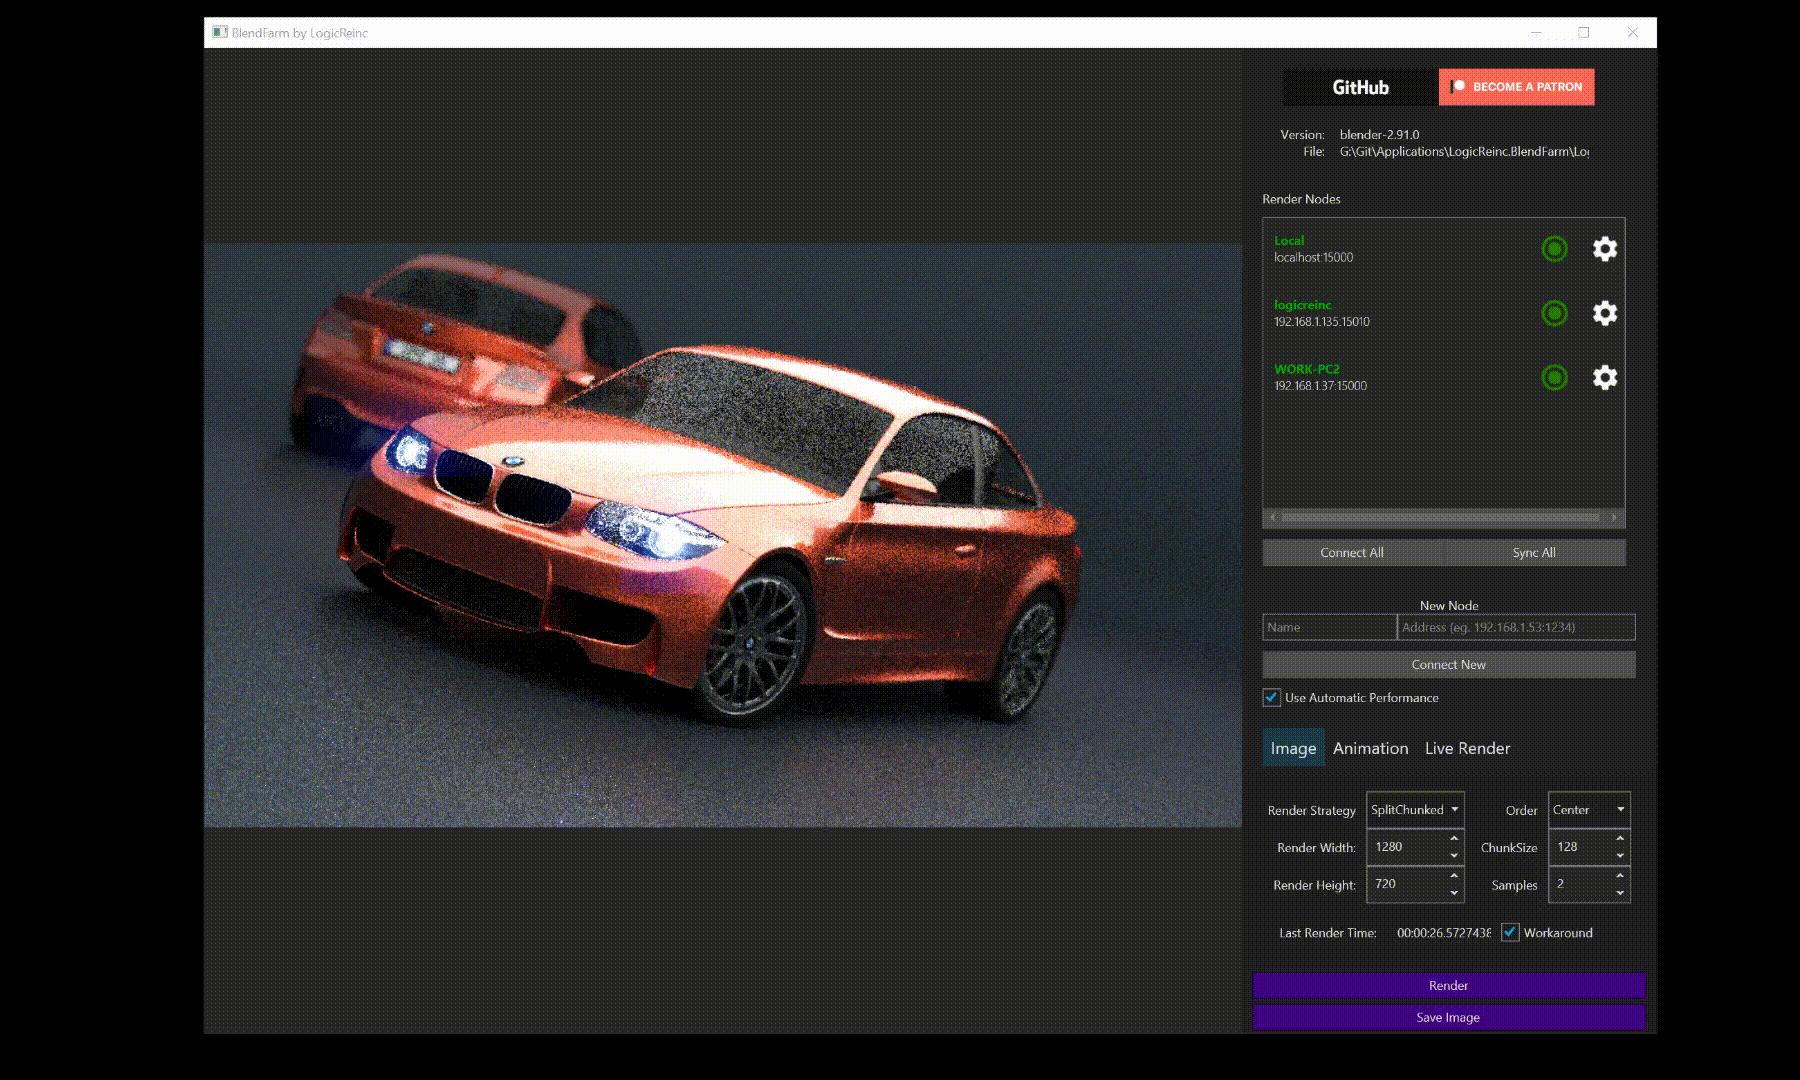 BlendFarm by LogicReinc
GitHub
BECOME A PATRON
Version: blender-2.91.0
File: G:\Git\Applications\LogicReinc.BlendFarm\Log
Render Nodes
Local
localhost:15000
logicreinc
192.168.1.135:15010
WORK-PC2
192.168.1.37:15000
Connect All Sync All
New Node
Name Address (eg. 192.168.1.53:1234)
Connect New
Use Automatic Performance
Image Animation Live Render
Render Strategy SplitChunked Order Center
Render Width: 1280 ChunkSize 128
Render Height: 720 Samples 2
Last Render Time: 00:00:26.5727438 Workaround
Render
Save Image